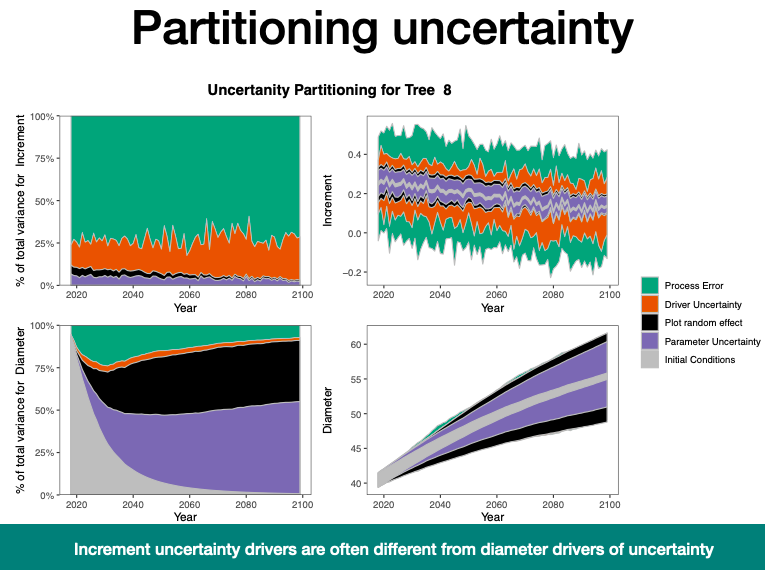 Partitioning uncertainty
Uncertanity Partitioning for Tree 8
% of total variance for Increment
100%
75%
50%
25%
0%
2020 2040 2060 2080 2100
Year
Increment
0.4
0.2
0.0
−0.2
2020 2040 2060 2080 2100
Year
% of total variance for Diameter
100%
75%
50%
25%
0%
2020 2040 2060 2080 2100
Year
Diameter
60
55
50
45
40
2020 2040 2060 2080 2100
Year
Process Error
Driver Uncertainty
Plot random effect
Parameter Uncertainty
Initial Conditions
Increment uncertainty drivers are often different from diameter drivers of uncertainty